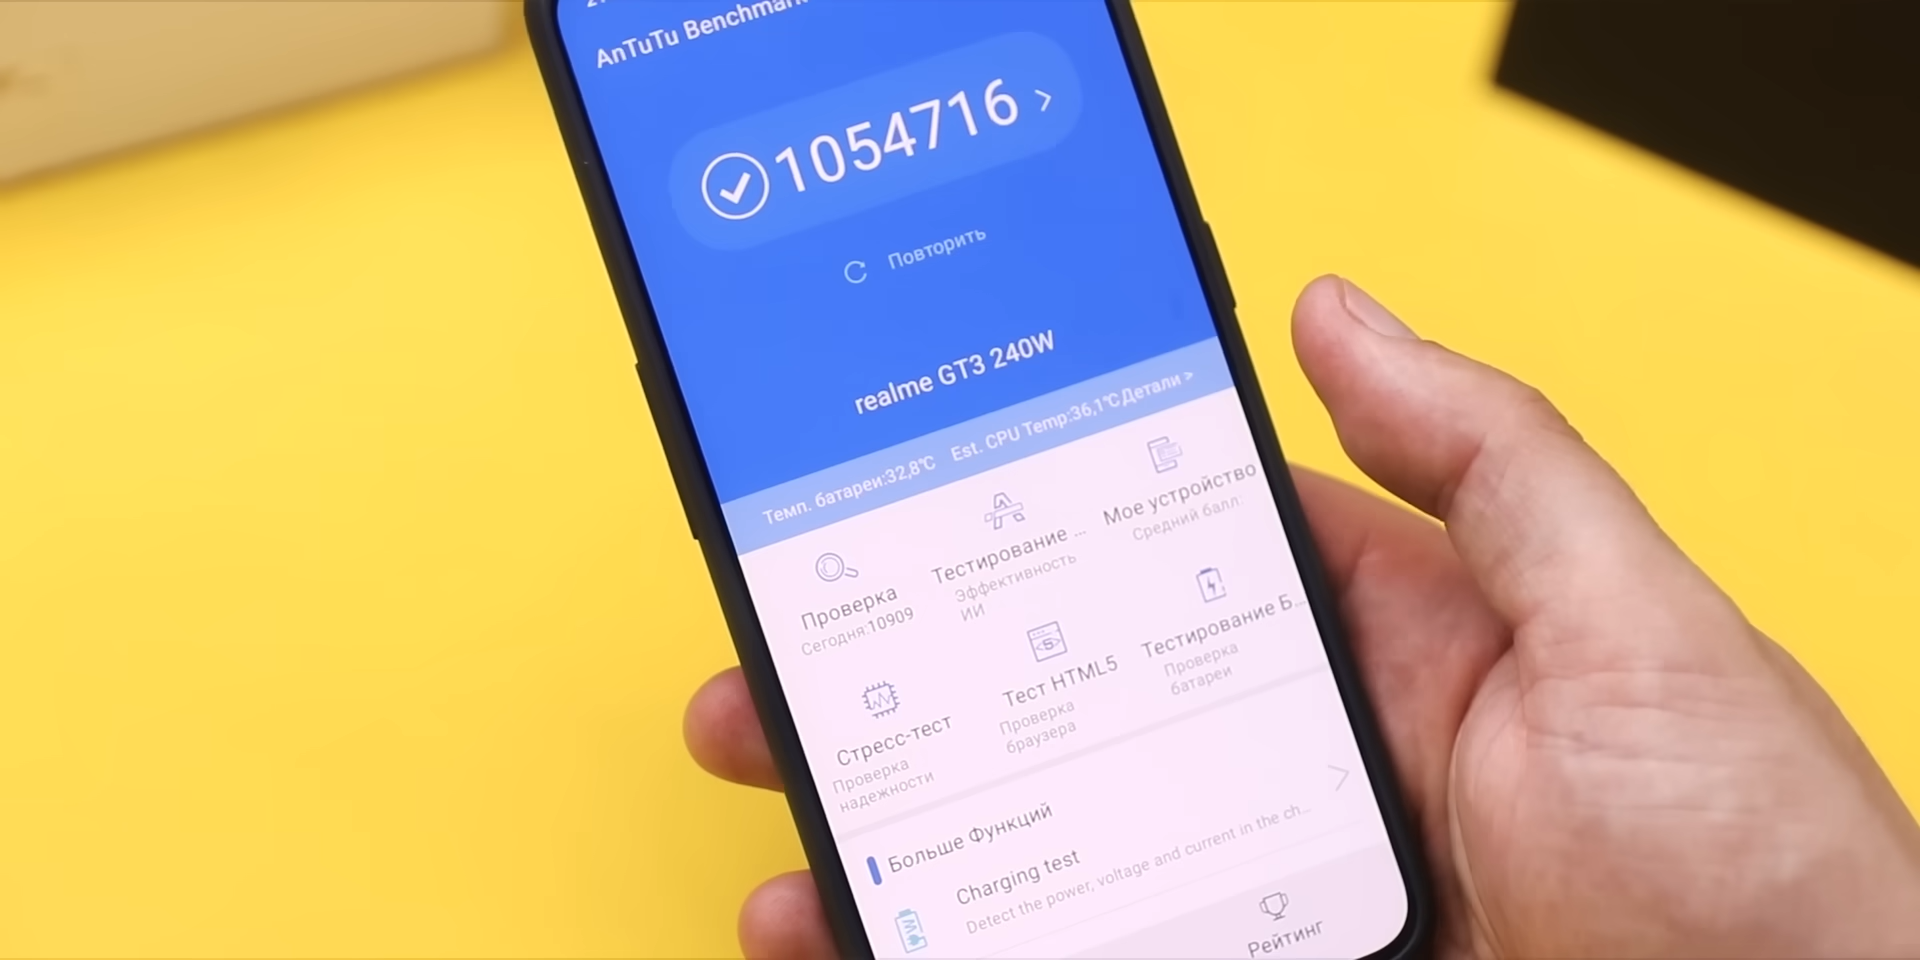 AnTuTu Benchmark
1054716
Повторить
realme GT3 240W
Темп. батареи:32,8℃ Est. CPU Temp:36,1℃ Детали >
Проверка
Сегодня:10909
Тестирование ...
Эффективность
ИИ
Мое устройство
Средний балл:
Стресс-тест
Проверка
надежности
Тест HTML5
Проверка
браузера
Тестирование Б...
Проверка
батареи
Больше Функций
Charging test
Detect the power, voltage and current in the ch...
Рейтинг